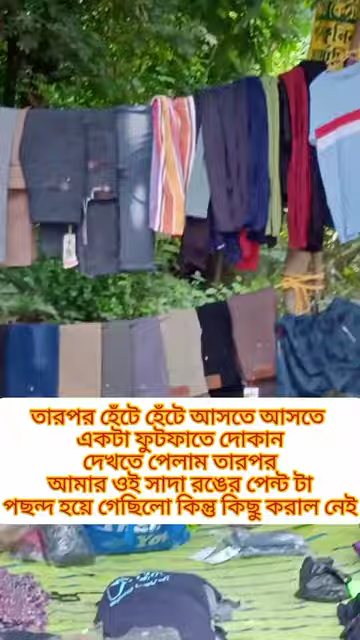 তারপর হেঁটে হেঁটে আসতে আসতে
একটা ফুটফাতে দোকান
দেখতে পেলাম তারপর
আমার ওই সাদা রঙের পেন্ট টা
পছন্দ হয়ে গেছিলো কিন্তু কিছু করাল নেই